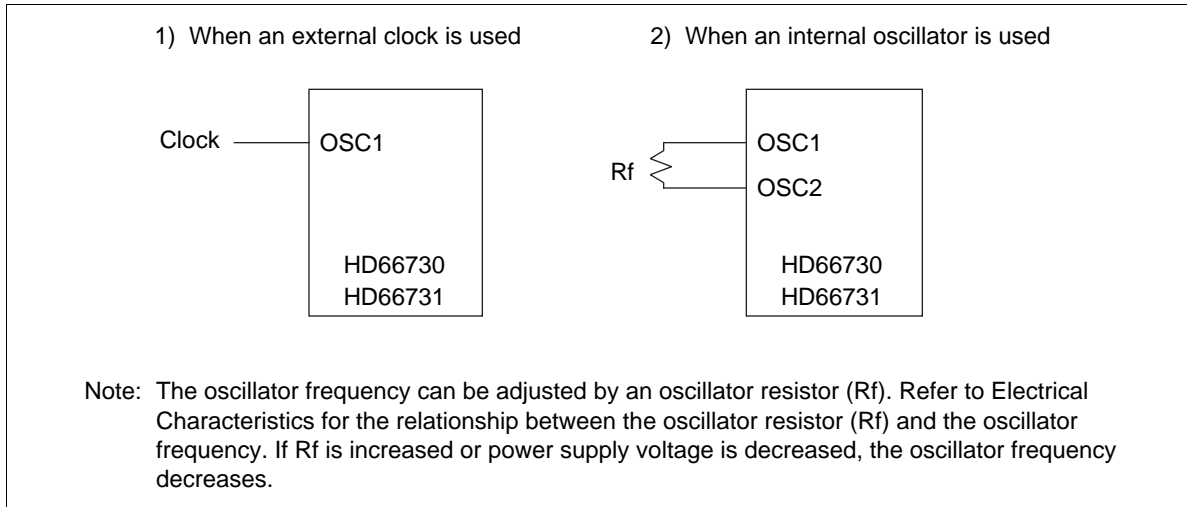 1) When an external clock is used
2) When an internal oscillator is used
Clock
OSC1
HD66730
HD66731
Rf
OSC1
OSC2
HD66730
HD66731
Note: The oscillator frequency can be adjusted by an oscillator resistor (Rf). Refer to Electrical
Characteristics for the relationship between the oscillator resistor (Rf) and the oscillator
frequency. If Rf is increased or power supply voltage is decreased, the oscillator frequency
decreases.